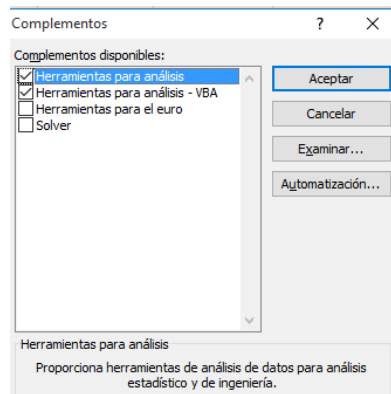 Complementos ?
Complementos disponibles:
Herramientas para análisis
Herramientas para análisis - VBA
Herramientas para el euro
Solver
Aceptar
Cancelar
Examinar...
Automatización...
Herramientas para análisis
Proporciona herramientas de análisis de datos para análisis
estadístico y de ingeniería.